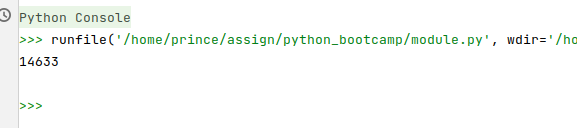 Python Console
>>> runfile('/home/prince/assign/python_bootcamp/module.py', wdir='/ho
14633
>>>